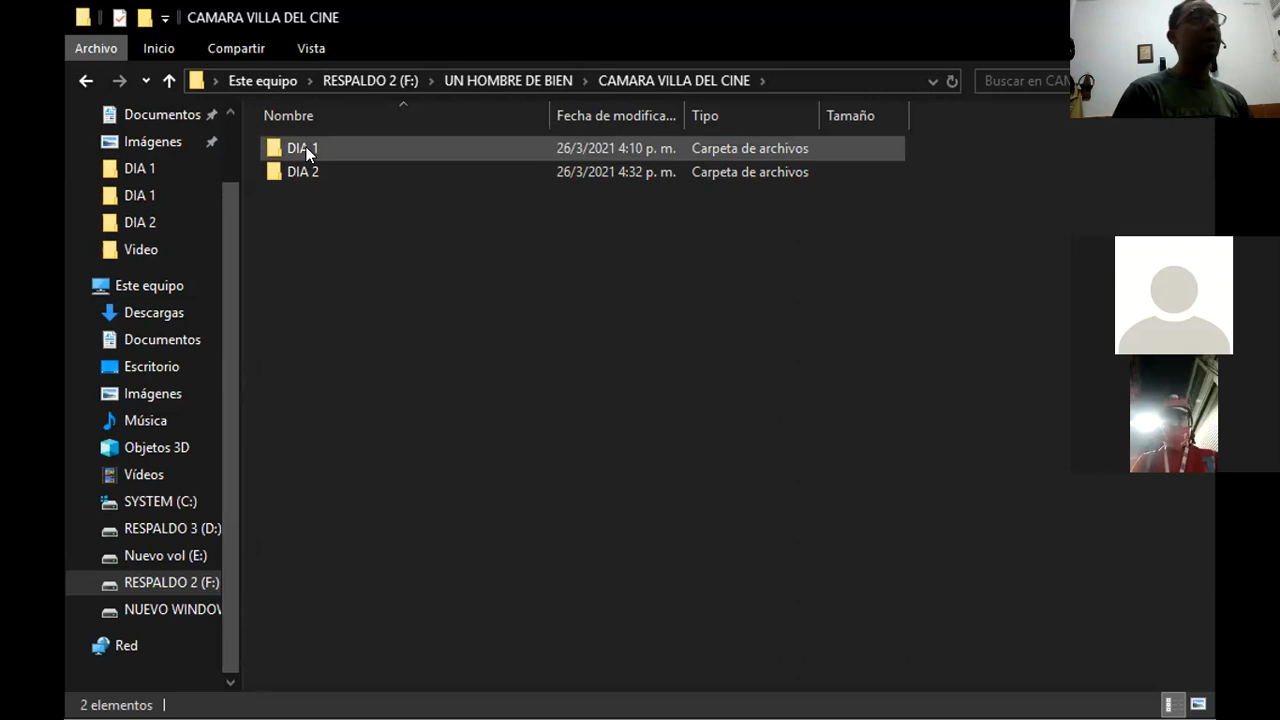 CAMARA VILLA DEL CINE
Archivo Inicio Compartir Vista
Este equipo RESPALDO 2 (F:) UN HOMBRE DE BIEN CAMARA VILLA DEL CINE Buscar en CAM
Nombre Fecha de modifica... Tipo Tamaño
DIA 1 26/3/2021 4:10 p. m. Carpeta de archivos
DIA 2 26/3/2021 4:32 p. m. Carpeta de archivos
Documentos
Imágenes
DIA 1
DIA 1
DIA 2
Video
Este equipo
Descargas
Documentos
Escritorio
Imágenes
Música
Objetos 3D
Vídeos
SYSTEM (C:)
RESPALDO 3 (D:)
Nuevo vol (E:)
RESPALDO 2 (F:)
NUEVO WINDOV
Red
2 elementos